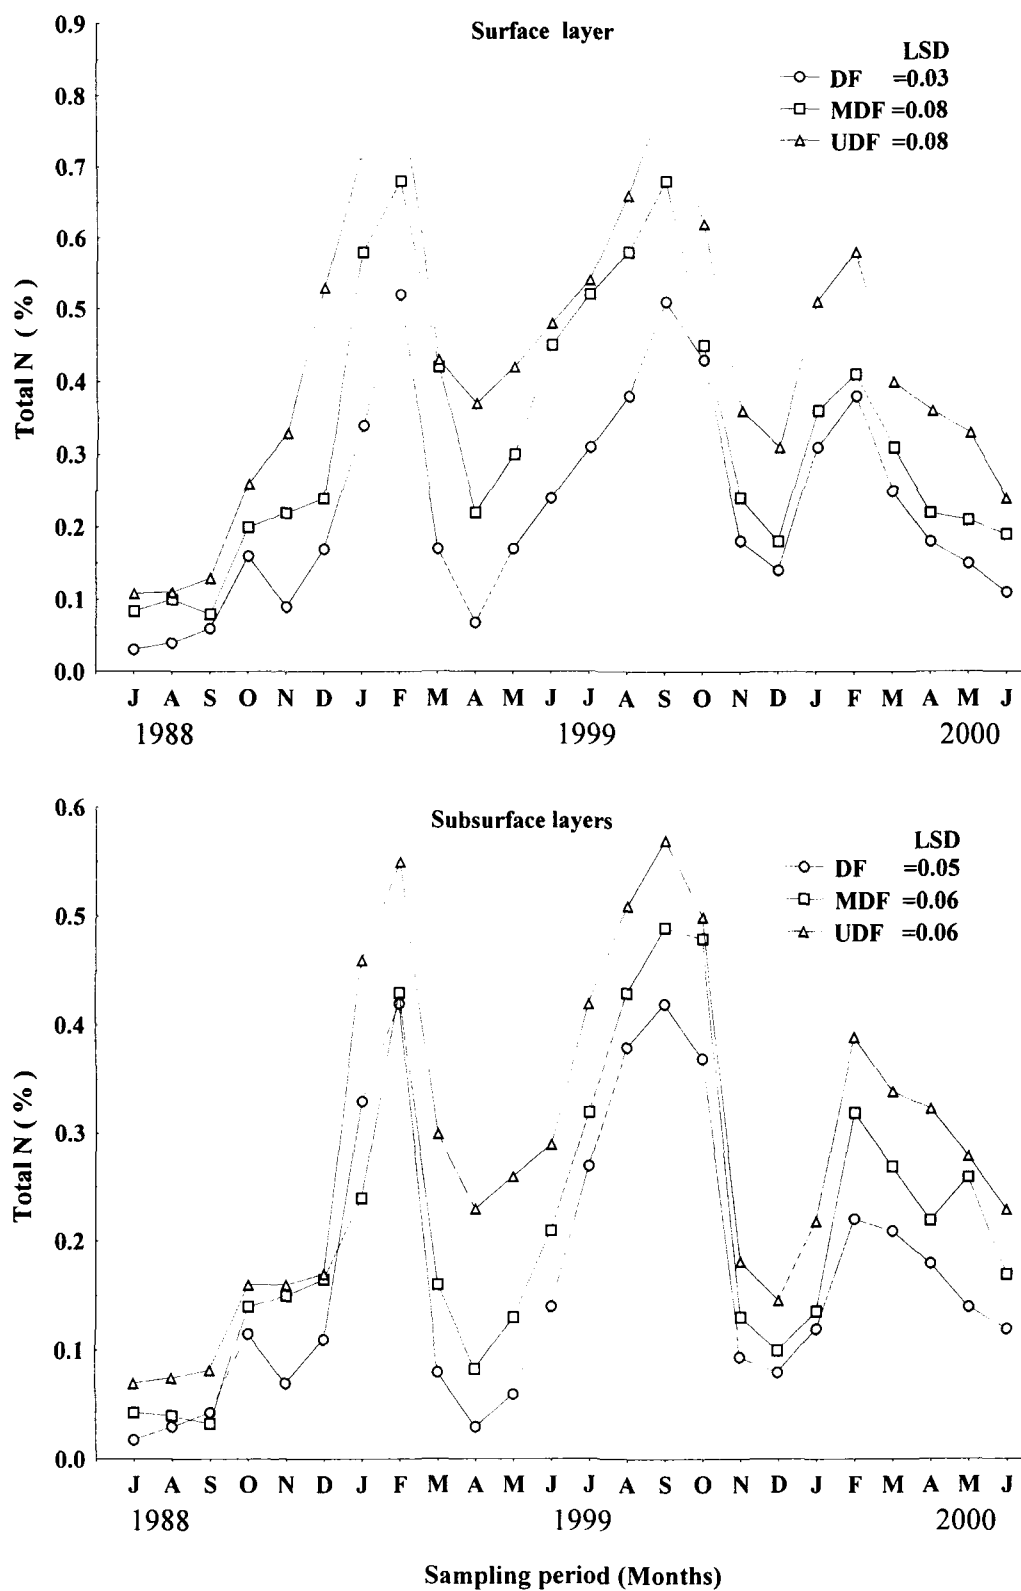 Surface layer
LSD
DF =0.03
MDF =0.08
UDF =0.08
Total N ( % )
0.9
0.8
0.7
0.6
0.5
0.4
0.3
0.2
0.1
0.0
J A S O N D J F M A M J J A S O N D J F M A M J
1988 1999 2000
Subsurface layers
LSD
DF =0.05
MDF =0.06
UDF =0.06
Total N ( % )
0.6
0.5
0.4
0.3
0.2
0.1
0.0
J A S O N D J F M A M J J A S O N D J F M A M J
1988 1999 2000
Sampling period (Months)